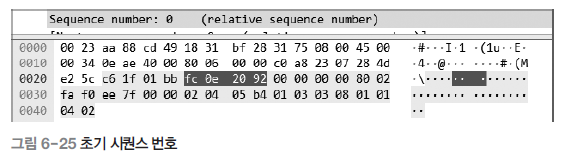 Sequence number: 0 (relative sequence number)
0000 00 23 aa 88 cd 49 18 31 bf 28 31 75 08 00 45 00 ·#···I·1 ·(1u··E·
0010 00 34 0e ae 40 00 80 06 00 00 c0 a8 23 07 28 4d ·4··@··· ····#·(M
0020 e2 5c c6 1f 01 bb fc 0e 20 92 00 00 00 00 80 02 ·\······ ········
0030 fa f0 ee 7f 00 00 02 04 05 b4 01 03 03 08 01 01 ········ ········
0040 04 02 ··
그림 6-25 초기 시퀀스 번호